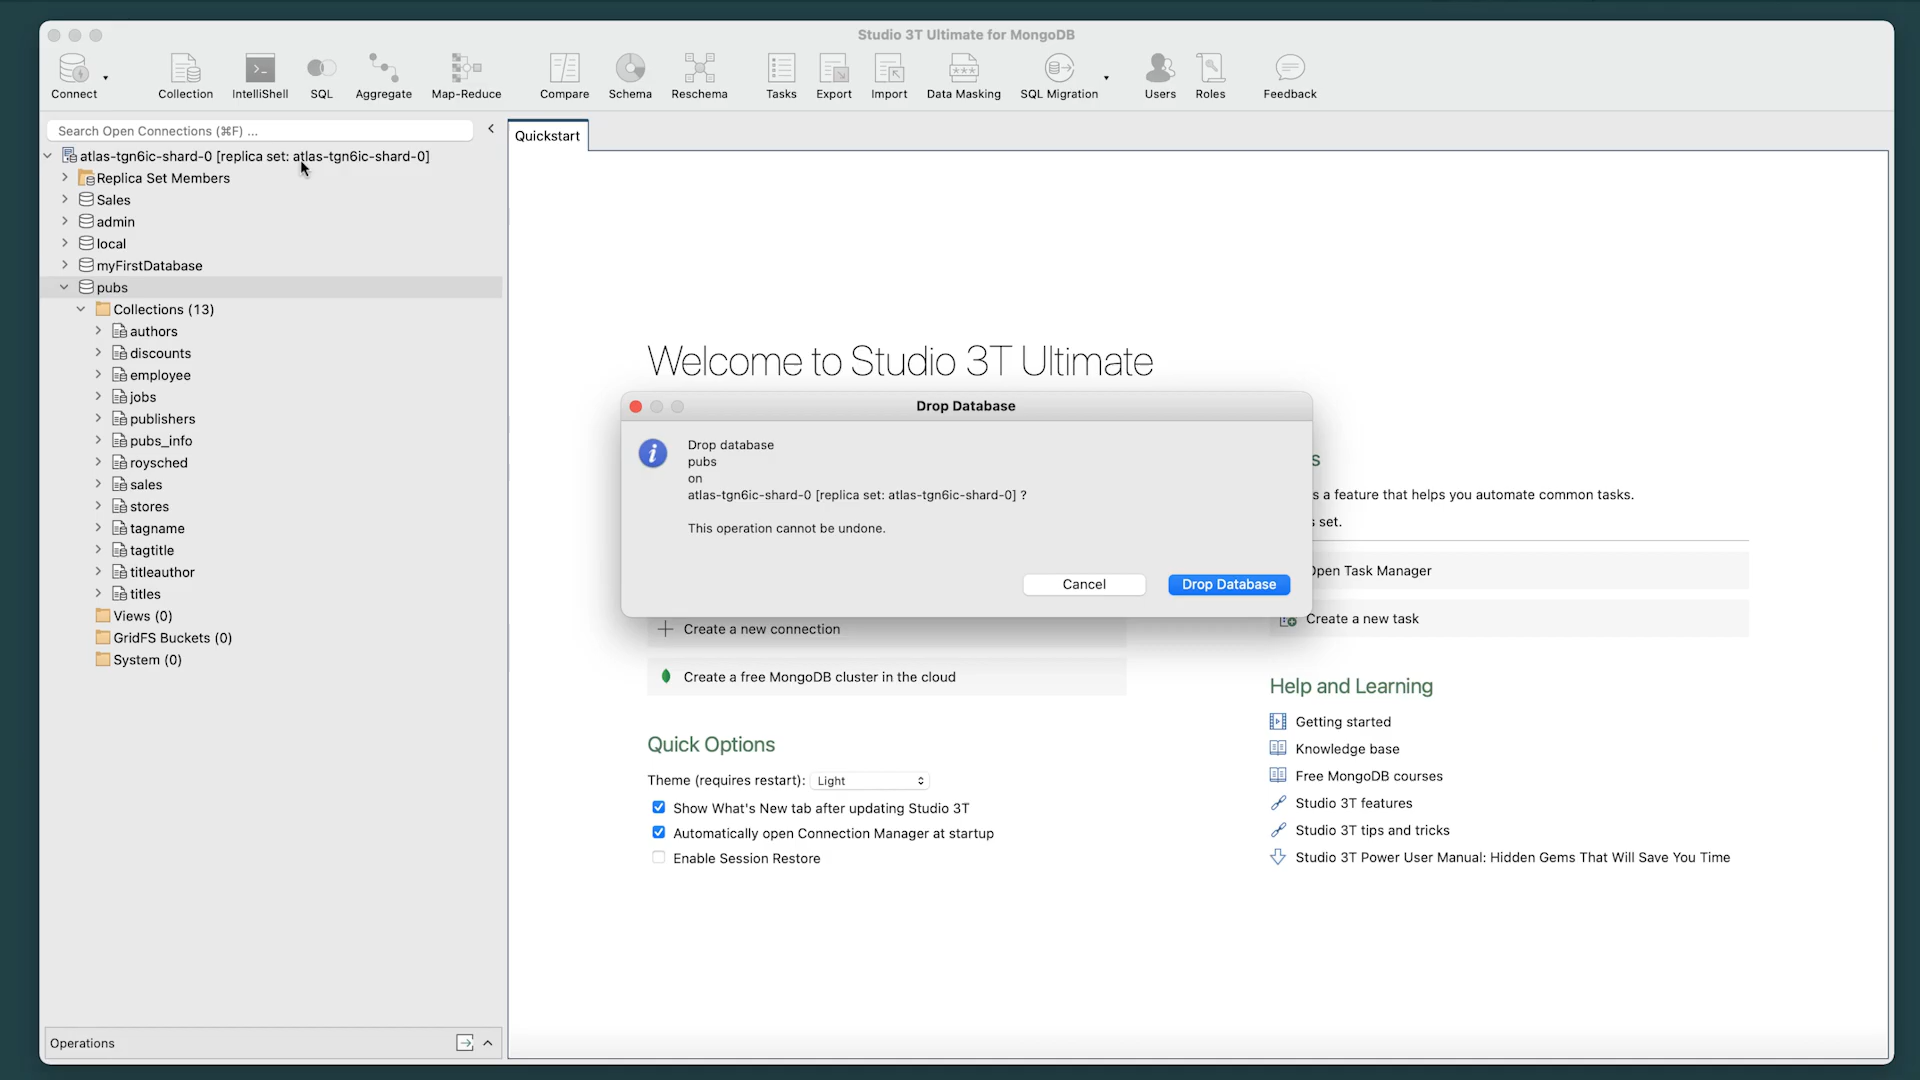 Studio 3T Ultimate for MongoDB
Connect
Collection
IntelliShell
SQL
Aggregate
Map-Reduce
Compare
Schema
Reschema
Tasks
Export
Import
Data Masking
SQL Migration
Users
Roles
Feedback
Search Open Connections (⌘F) ...
Quickstart
atlas-tgn6ic-shard-0 [replica set: atlas-tgn6ic-shard-0]
Replica Set Members
Sales
admin
local
myFirstDatabase
pubs
Collections (13)
authors
discounts
employee
jobs
publishers
pubs_info
roysched
sales
stores
tagname
tagtitle
titleauthor
titles
Views (0)
GridFS Buckets (0)
System (0)
Operations
Welcome to Studio 3T Ultimate
Drop Database
Drop database
pubs
on
atlas-tgn6ic-shard-0 [replica set: atlas-tgn6ic-shard-0] ?
This operation cannot be undone.
Cancel
Drop Database
s
s a feature that helps you automate common tasks.
s set.
Open Task Manager
Create a new task
Create a new connection
Create a free MongoDB cluster in the cloud
Quick Options
Theme (requires restart):
Light
Show What's New tab after updating Studio 3T
Automatically open Connection Manager at startup
Enable Session Restore
Help and Learning
Getting started
Knowledge base
Free MongoDB courses
Studio 3T features
Studio 3T tips and tricks
Studio 3T Power User Manual: Hidden Gems That Will Save You Time